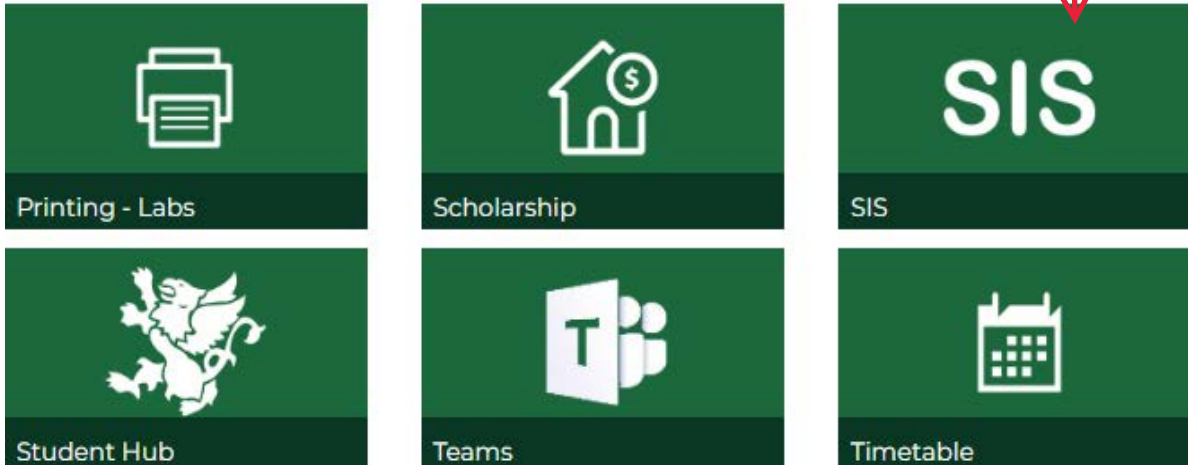 $
SIS
Printing - Labs
Scholarship
SIS
T
Student Hub
Teams
Timetable